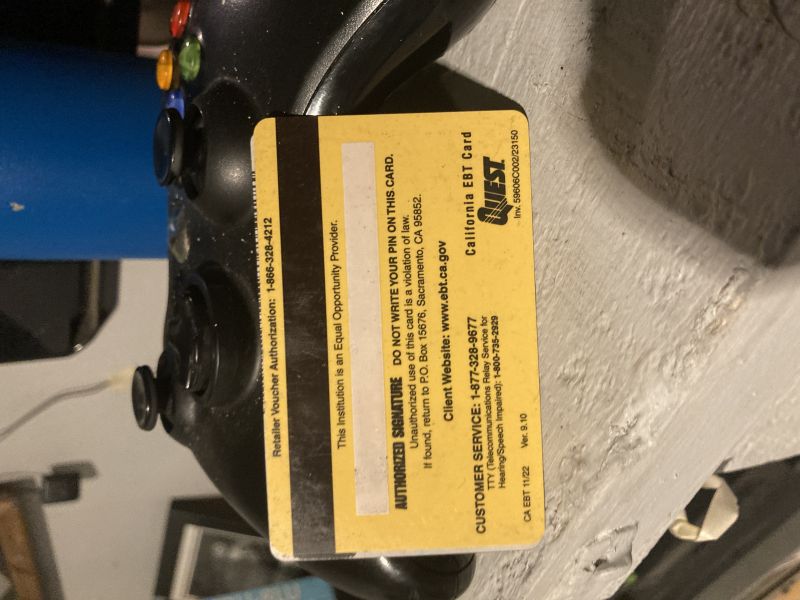 Retailer Voucher Authorization: 1-866-328-4212
This Institution is an Equal Opportunity Provider.
AUTHORIZED SIGNATURE DO NOT WRITE YOUR PIN ON THIS CARD.
Unauthorized use of this card is a violation of law.
If found, return to P.O. Box 15676, Sacramento, CA 95852.
Client Website: www.ebt.ca.gov
CUSTOMER SERVICE: 1-877-328-9677
TTY (Telecommunications Relay Service for
Hearing/Speech Impaired): 1-800-735-2929
CA EBT 11/22 Ver. 9.10
California EBT Card
QUEST
Inv. 59606C002/23150